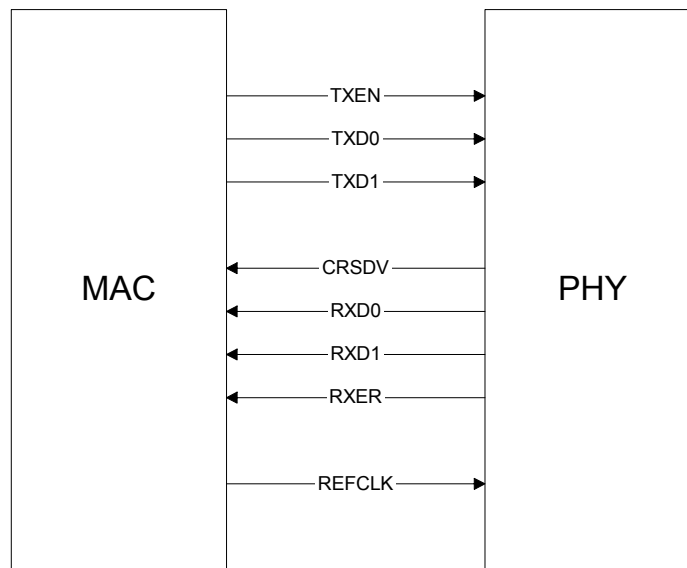 TXEN
TXD0
TXD1
CRSDV
MAC
PHY
RXD0
RXD1
RXER
REFCLK